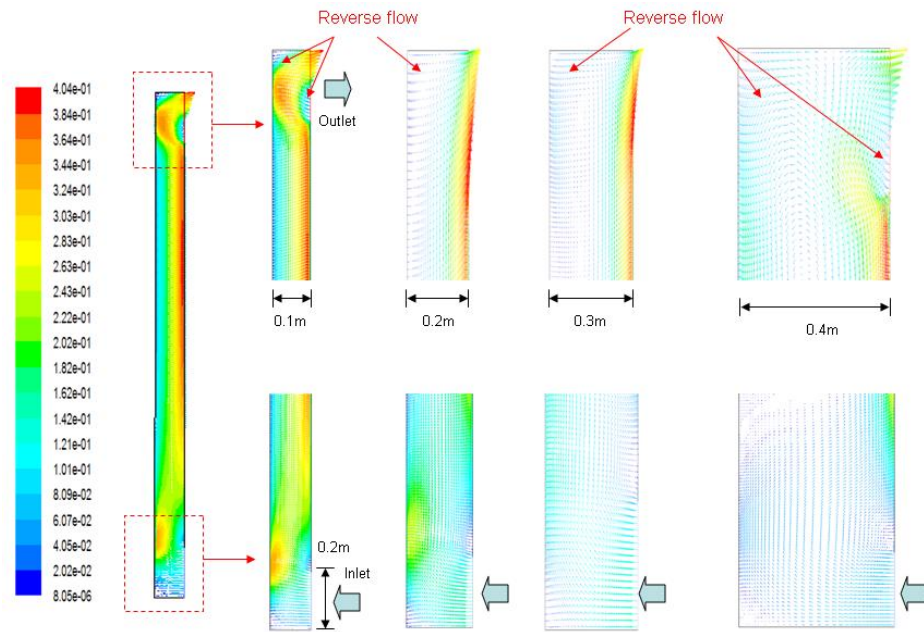 Reverse flow
Reverse flow
4.04e-01
3.84e-01
3.64e-01
3.44e-01
3.24e-01
3.03e-01
2.83e-01
2.63e-01
2.43e-01
2.22e-01
2.02e-01
1.82e-01
1.62e-01
1.42e-01
1.21e-01
1.01e-01
8.09e-02
6.07e-02
4.05e-02
2.02e-02
8.05e-06
Outlet
0.1m
0.2m
0.3m
0.4m
0.2m
Inlet